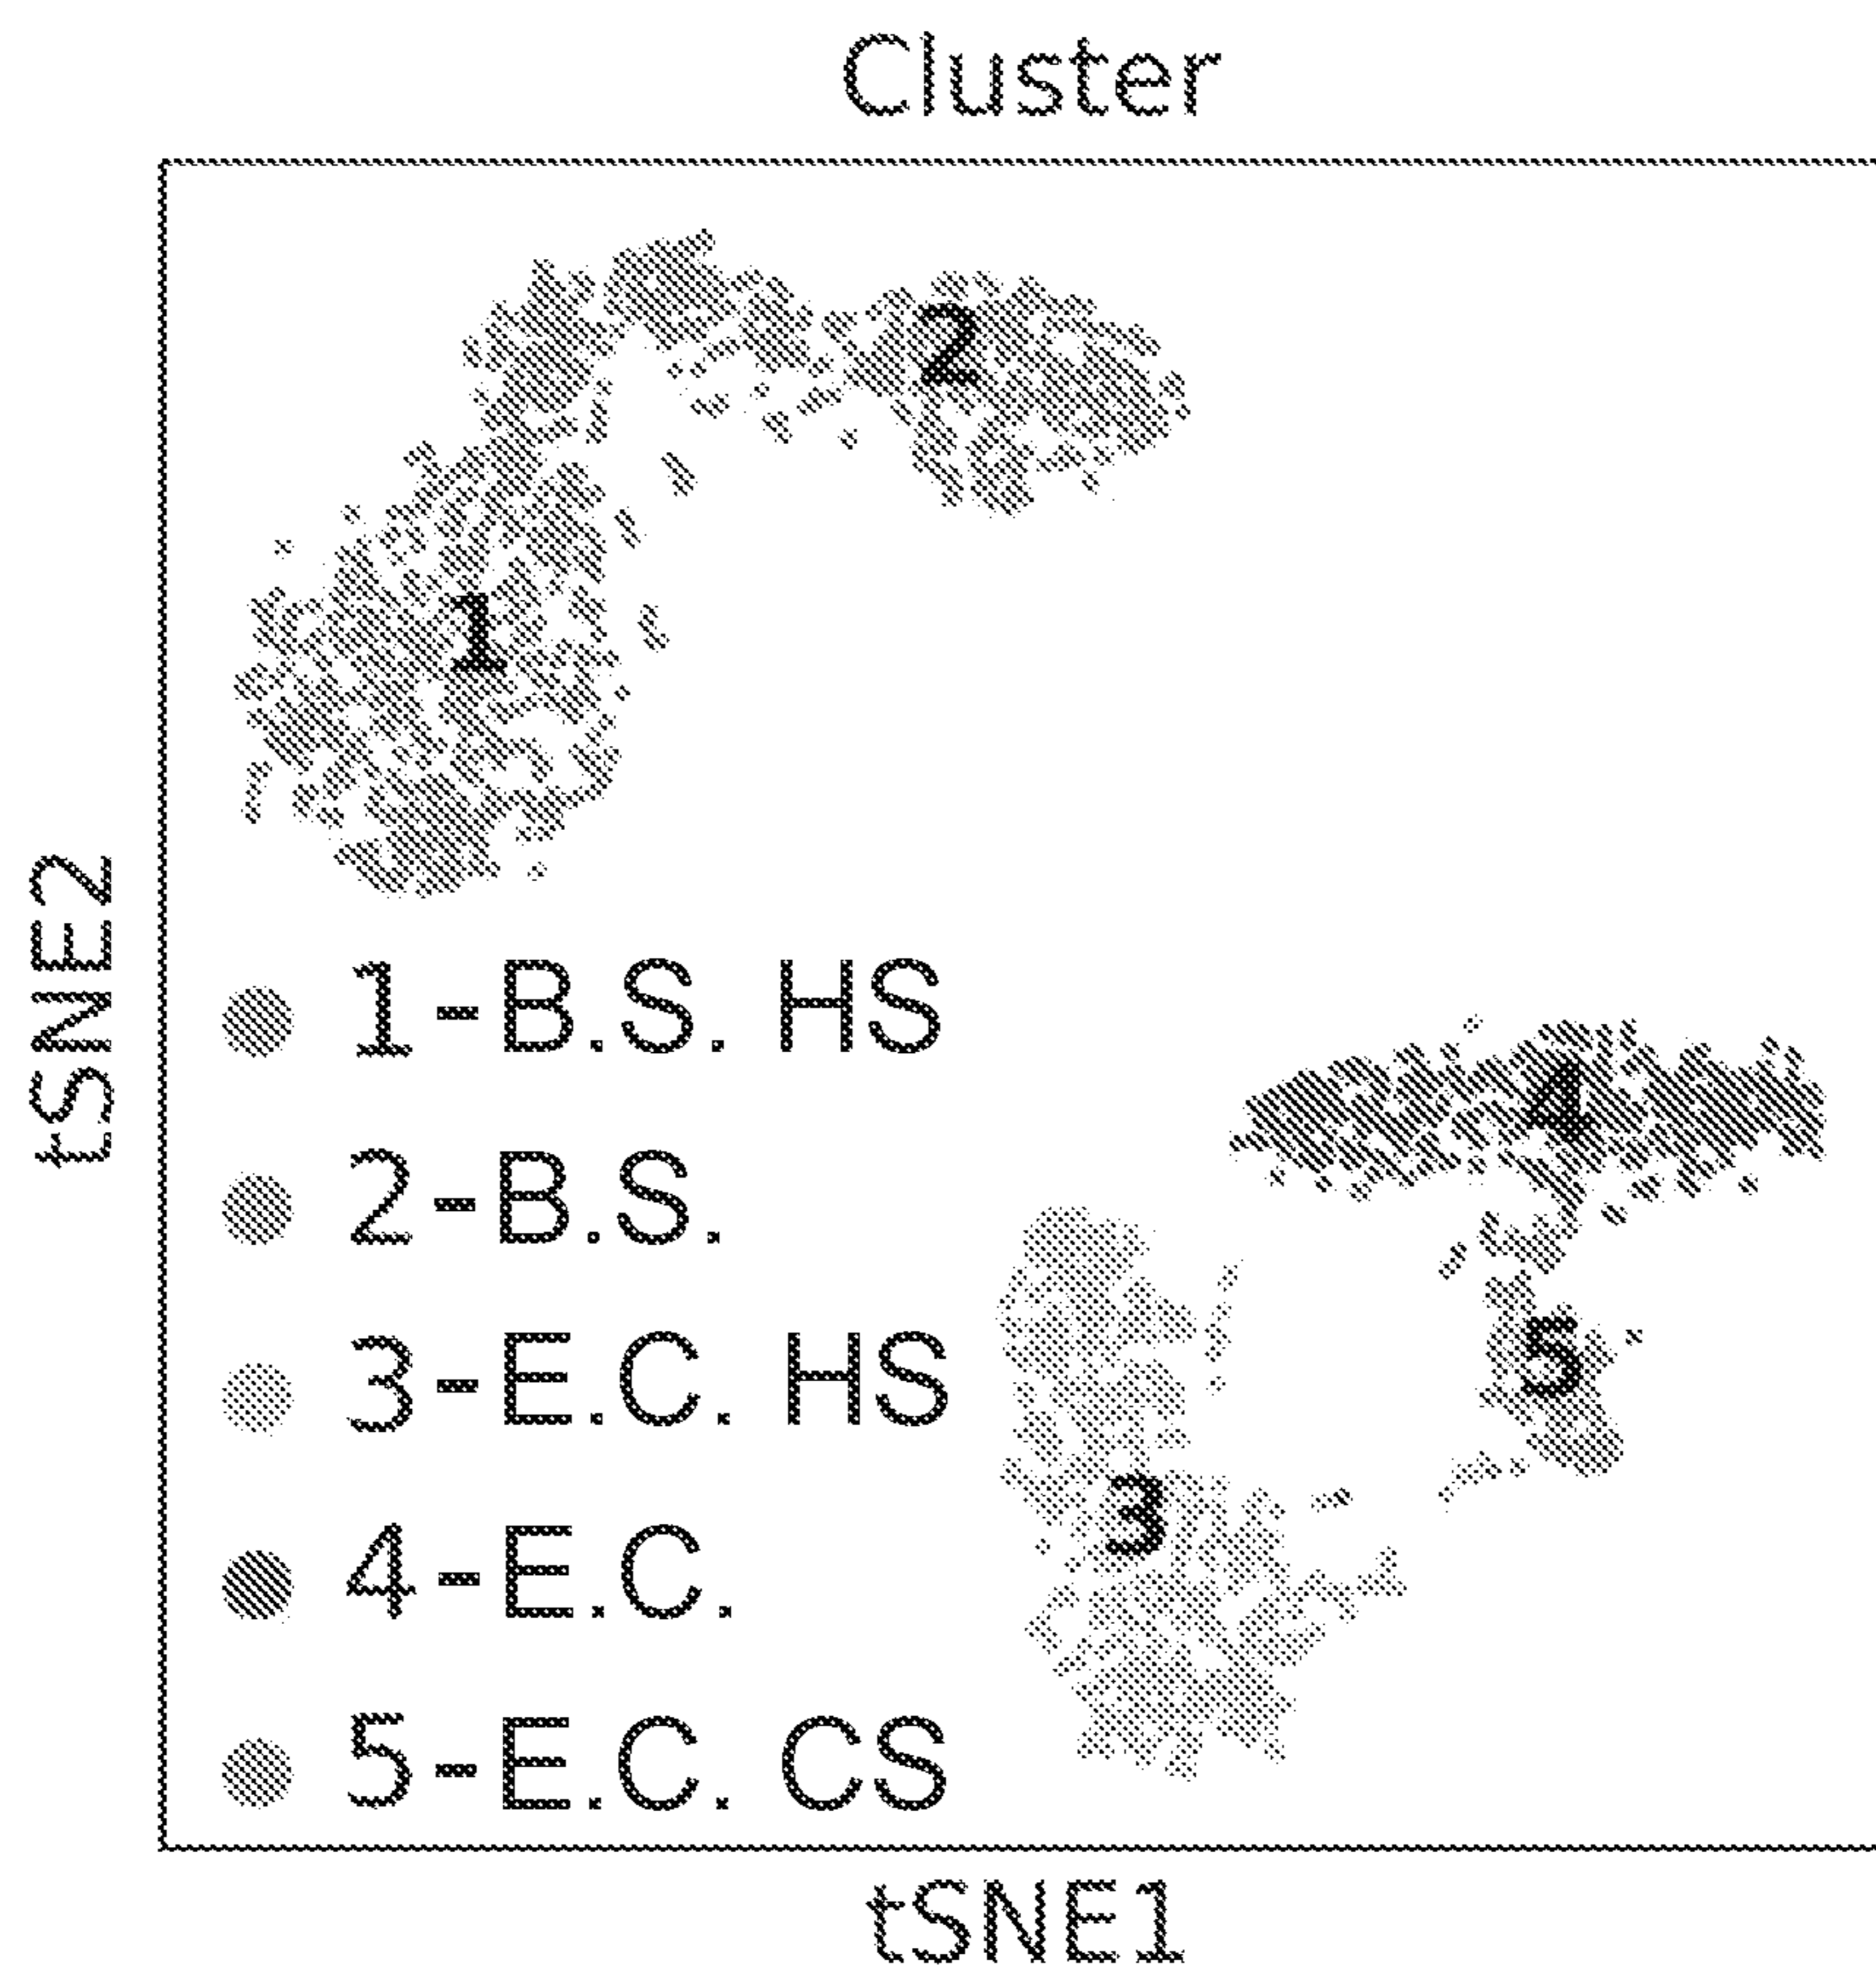 Cluster
2
1
tSNE2
1-B.S. HS
2-B.S.
3-E.C. HS
4-E.C.
5-E.C. CS
4
5
3
tSNE1